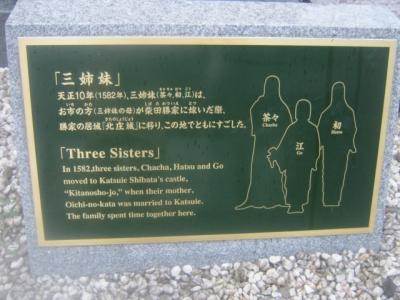 「三姉妹」
天正10年(1582年)、三姉妹(茶々、初、江)は、
お市の方(三姉妹の母)が柴田勝家に嫁いだ際、
勝家の居城「北庄城」に移り、この地でともにすごした。
「Three Sisters」
In 1582,three sisters, Chacha, Hatsu and Go
moved to Katsuie Shibata's castle,
"Kitanosho-Jo," when their mother,
Oichi-no-kata was married to Katsuie.
The family spent time together here.
茶々
Chacha
江
Go
初
Hatsu